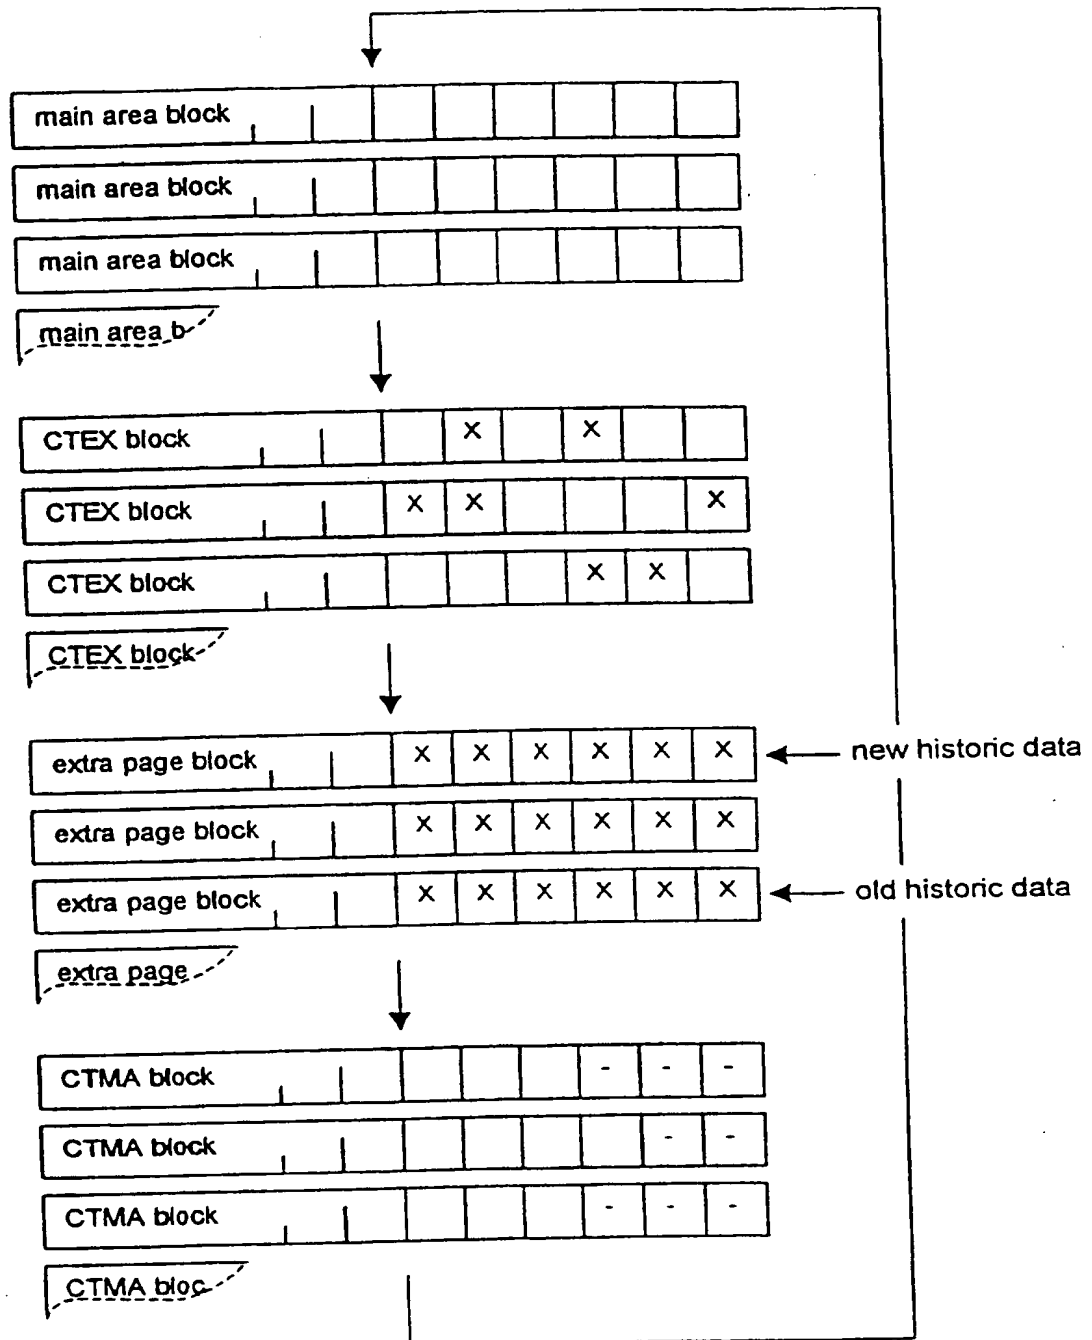 main area block
main area block
main area block
main area b
CTEX block X X
CTEX block X X X
CTEX block X X
CTEX block
extra page block X X X X X X new historic data
extra page block X X X X X X
extra page block X X X X X X old historic data
extra page
CTMA block - - -
CTMA block - -
CTMA block - - -
CTMA bloc